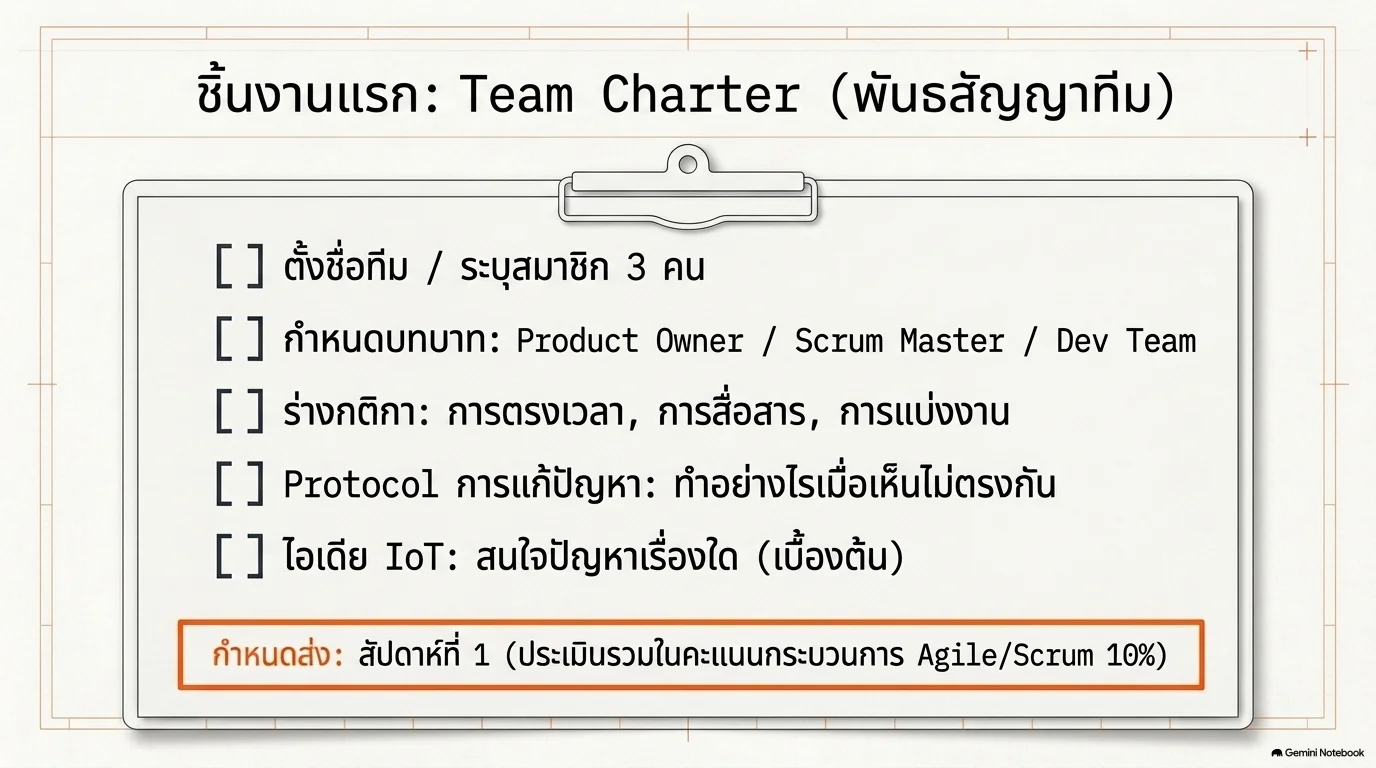 ชิ้นงานแรก: Team Charter (พันธสัญญาทีม)
[ ] ตั้งชื่อทีม / ระบุสมาชิก 3 คน
[ ] กำหนดบทบาท: Product Owner / Scrum Master / Dev Team
[ ] ร่างกติกา: การตรงเวลา, การสื่อสาร, การแบ่งงาน
[ ] Protocol การแก้ปัญหา: ทำอย่างไรเมื่อเห็นไม่ตรงกัน
[ ] ไอเดีย IoT: สนใจปัญหาเรื่องใด (เบื้องต้น)
กำหนดส่ง: สัปดาห์ที่ 1 (ประเมินรวมในคะแนนกระบวนการ Agile/Scrum 10%)
Gemini Notebook